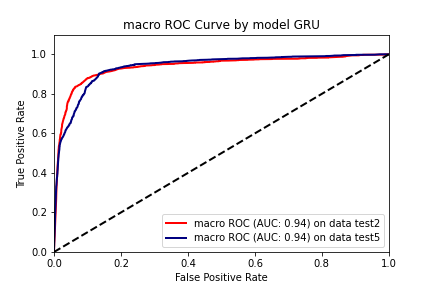 macro ROC Curve by model GRU
True Positive Rate
1.0
0.8
0.6
0.4
0.2
0.0
macro ROC (AUC: 0.94) on data test2
macro ROC (AUC: 0.94) on data test5
0.0 0.2 0.4 0.6 0.8 1.0
False Positive Rate